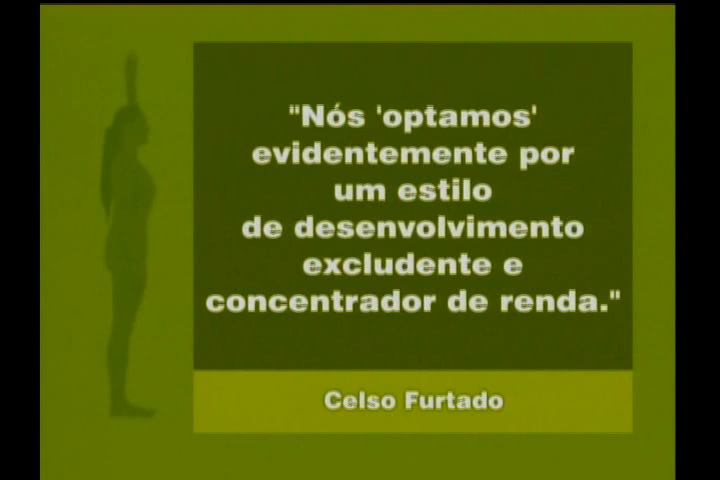 "Nós 'optamos'
evidentemente por
um estilo
de desenvolvimento
excludente e
concentrador de renda."
Celso Furtado